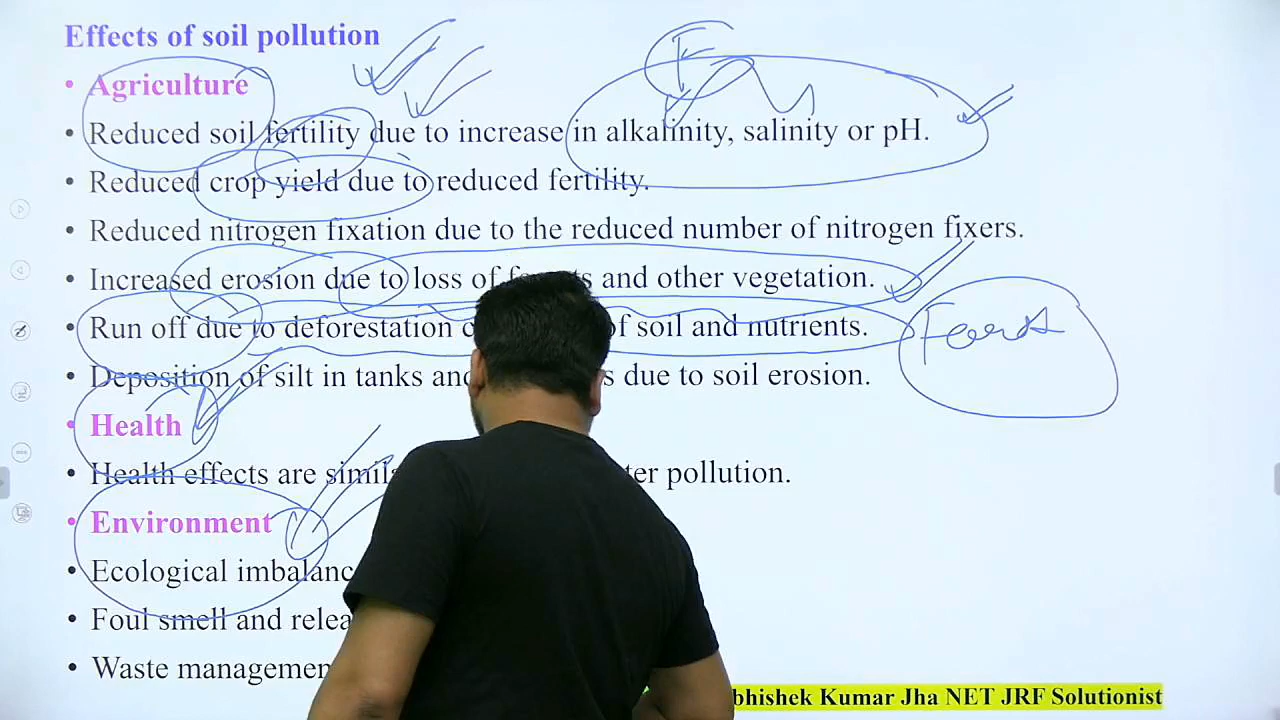 Effects of soil pollution
• Agriculture
• Reduced soil fertility due to increase in alkalinity, salinity or pH.
• Reduced crop yield due to reduced fertility.
• Reduced nitrogen fixation due to the reduced number of nitrogen fixers.
• Increased erosion due to loss of forests and other vegetation.
• Run off due to deforestation of soil and nutrients.
• Deposition of silt in tanks and due to soil erosion.
• Health
• Health effects are pollution.
• Environment
• Ecological
• Foul smell and
• Waste
Kumar Jha NET JRF Solutionist